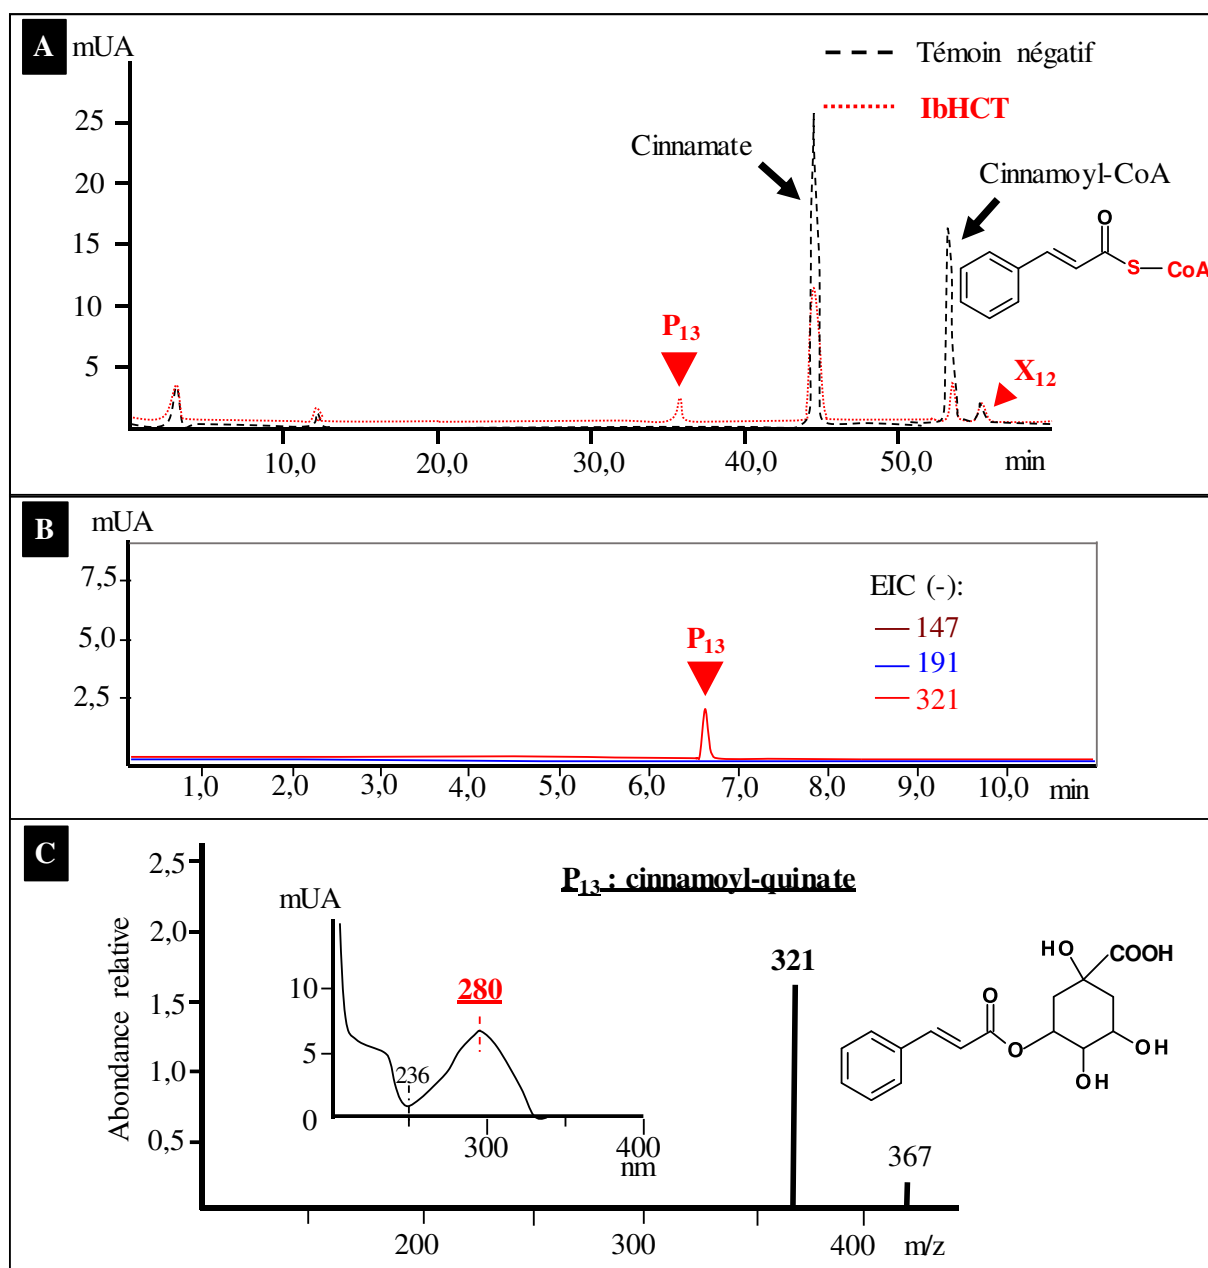 A
mUA
Témoin négatif
IbHCT
25
20
15
10
5
Cinnamate
Cinnamoyl-CoA
O
S—CoA
P13
X12
10,0 20,0 30,0 40,0 50,0 min
B
mUA
7,5
5,0
2,5
P13
EIC (-):
147
191
321
1,0 2,0 3,0 4,0 5,0 6,0 7,0 8,0 9,0 10,0 min
C
Abondance relative
2,5
2,0
1,5
1,0
0,5
P13 : cinnamoyl-quinate
mUA
10
5
0
280
236
300 400
nm
321
367
HO COOH
O
O
OH
OH
200 300 400 m/z